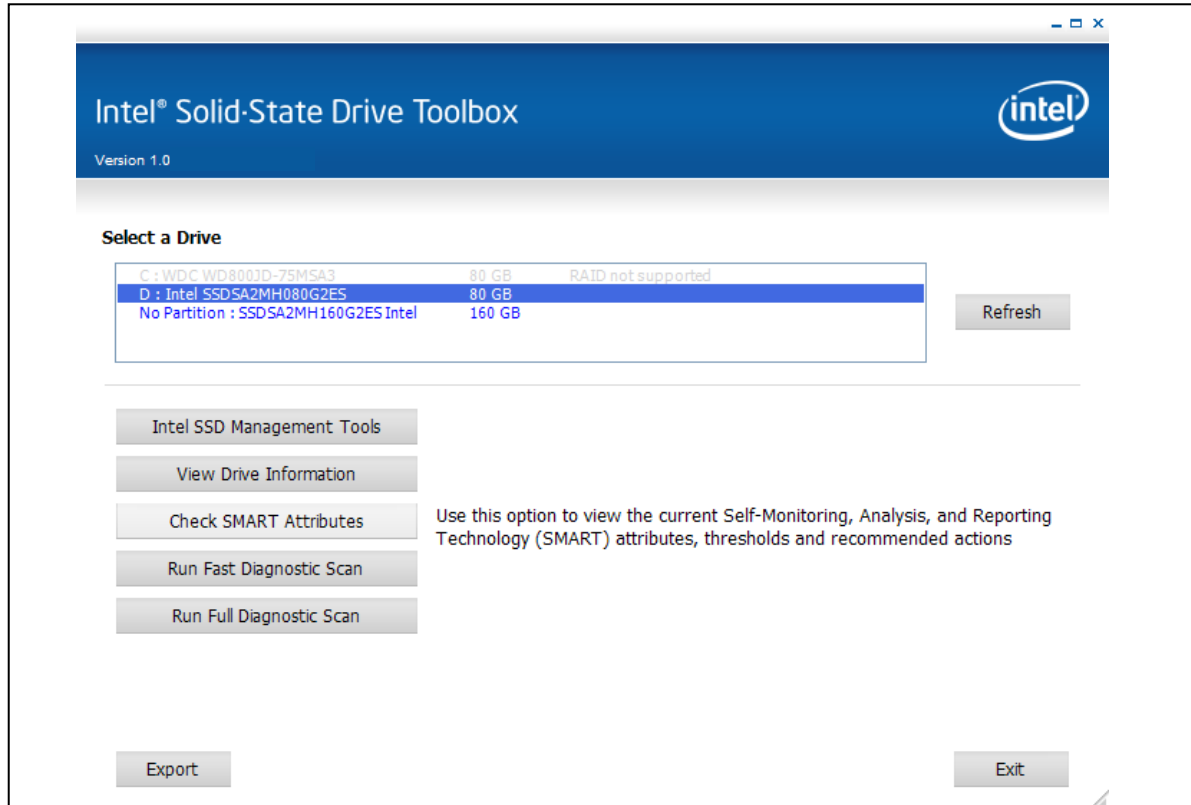 Intel® Solid-State Drive Toolbox
intel
Version 1.0
Select a Drive
C : WDC WD800JD-75MSA3 80 GB RAID not supported
D : Intel SSDSA2MH080G2ES 80 GB
No Partition : SSDSA2MH160G2ES Intel 160 GB
Refresh
Intel SSD Management Tools
View Drive Information
Check SMART Attributes
Use this option to view the current Self-Monitoring, Analysis, and Reporting
Technology (SMART) attributes, thresholds and recommended actions
Run Fast Diagnostic Scan
Run Full Diagnostic Scan
Export
Exit